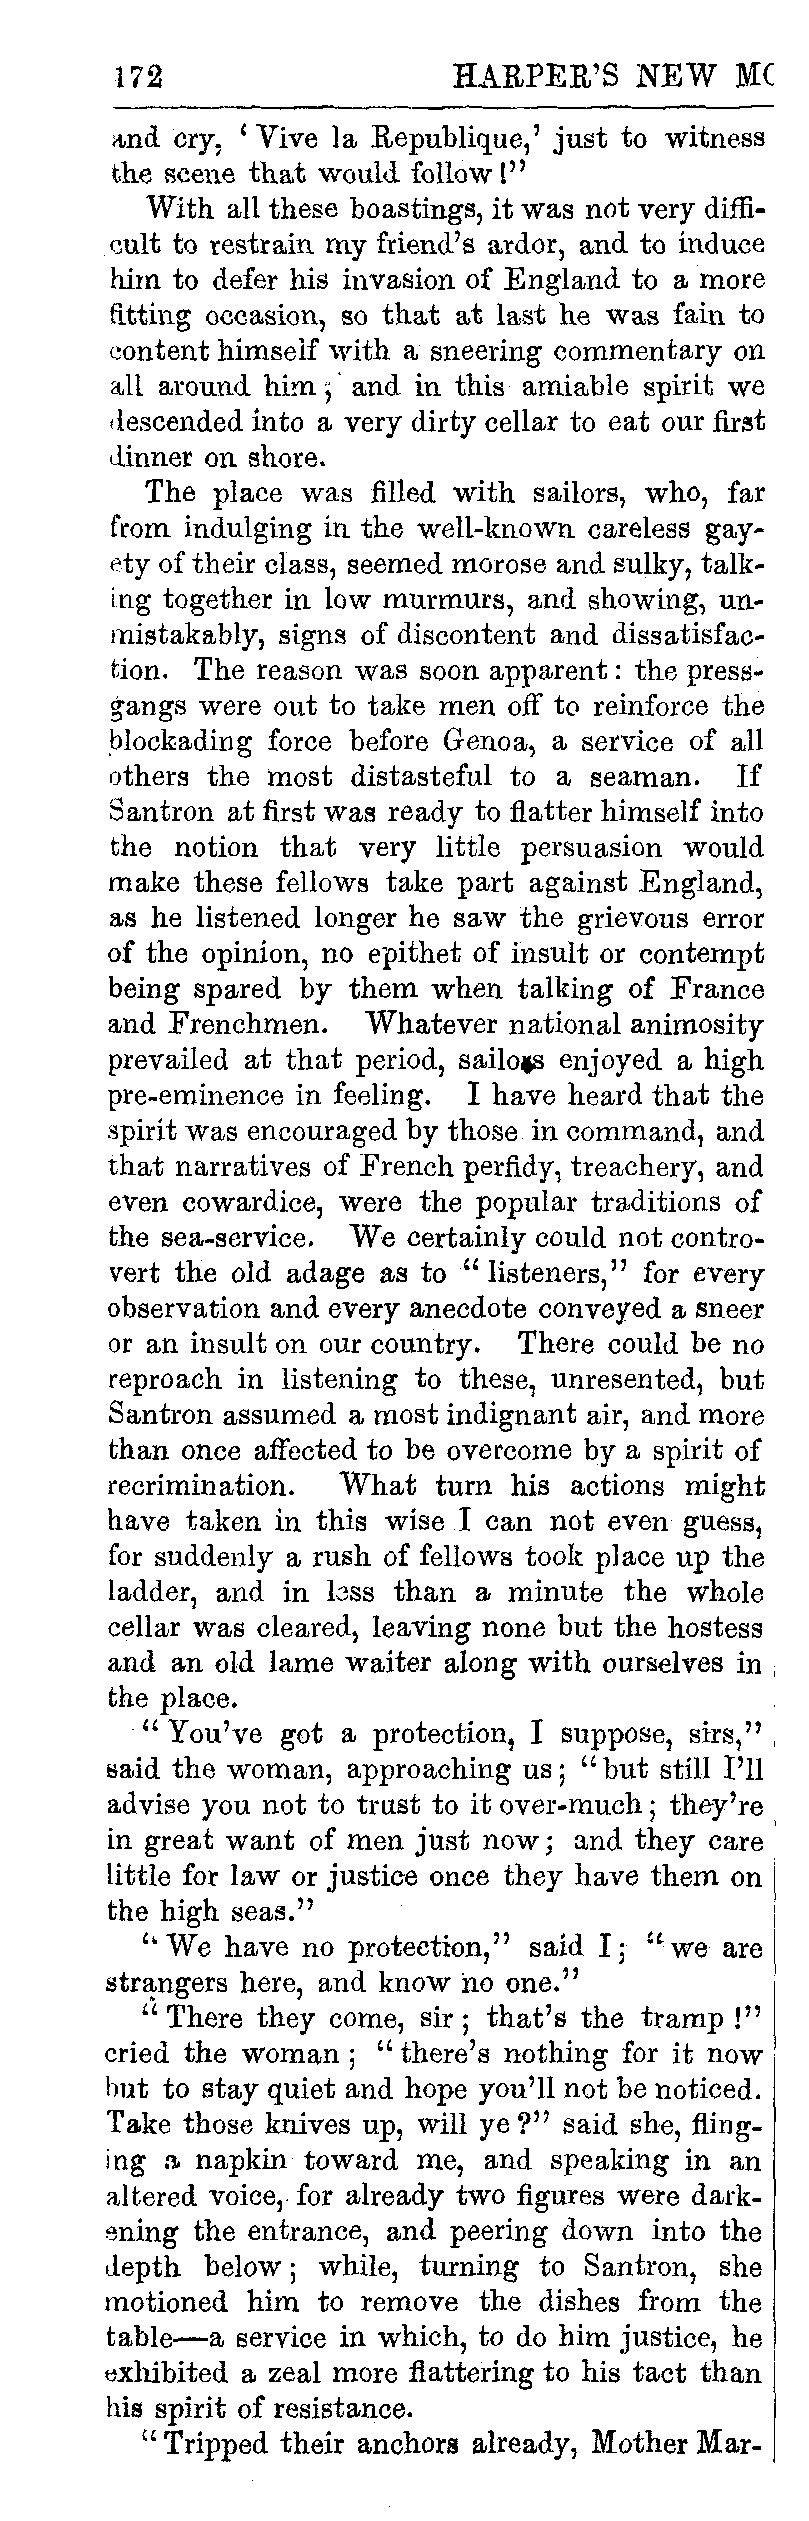 172 HARPER'S NEW MC
and cry, ‘Vive la Republique,’ just to witness
the scene that would follow!”
With all these boastings, it was not very diffi-
cult to restrain my friend's ardor, and to induce
him to defer his invasion of England to a more
fitting occasion, so that at last he was fain to
content himself with a sneering commentary on
all around him; and in this amiable spirit we
descended into a very dirty cellar to eat our first
dinner on shore.
The place was filled with sailors, who, far
from indulging in the well-known careless gay-
ety of their class, seemed morose and sulky, talk-
ing together in low murmurs, and showing, un-
mistakably, signs of discontent and dissatisfac-
tion. The reason was soon apparent: the press-
gangs were out to take men off to reinforce the
blockading force before Genoa, a service of all
others the most distasteful to a seaman. If
Santron at first was ready to flatter himself into
the notion that very little persuasion would
make these fellows take part against England,
as he listened longer he saw the grievous error
of the opinion, no epithet of insult or contempt
being spared by them when talking of France
and Frenchmen. Whatever national animosity
prevailed at that period, sailors enjoyed a high
pre-eminence in feeling. I have heard that the
spirit was encouraged by those in command, and
that narratives of French perfidy, treachery, and
even cowardice, were the popular traditions of
the sea-service. We certainly could not contro-
vert the old adage as to “listeners,” for every
observation and every anecdote conveyed a sneer
or an insult on our country. There could be no
reproach in listening to these, unresented, but
Santron assumed a most indignant air, and more
than once affected to be overcome by a spirit of
recrimination. What turn his actions might
have taken in this wise I can not even guess,
for suddenly a rush of fellows took place up the
ladder, and in less than a minute the whole
cellar was cleared, leaving none but the hostess
and an old lame waiter along with ourselves in
the place.
“You've got a protection, I suppose, sirs,”
said the woman, approaching us; “but still I'll
advise you not to trust to it over-much; they're
in great want of men just now; and they care
little for law or justice once they have them on
the high seas.”
“We have no protection,” said I; “we are
strangers here, and know no one.”
“There they come, sir; that's the tramp!”
cried the woman; “there's nothing for it now
but to stay quiet and hope you'll not be noticed.
Take those knives up, will ye?” said she, fling-
ing a napkin toward me, and speaking in an
altered voice, for already two figures were dark-
ening the entrance, and peering down into the
depth below; while, turning to Santron, she
motioned him to remove the dishes from the
table—a service in which, to do him justice, he
exhibited a zeal more flattering to his tact than
his spirit of resistance.
“Tripped their anchors already, Mother Mar-